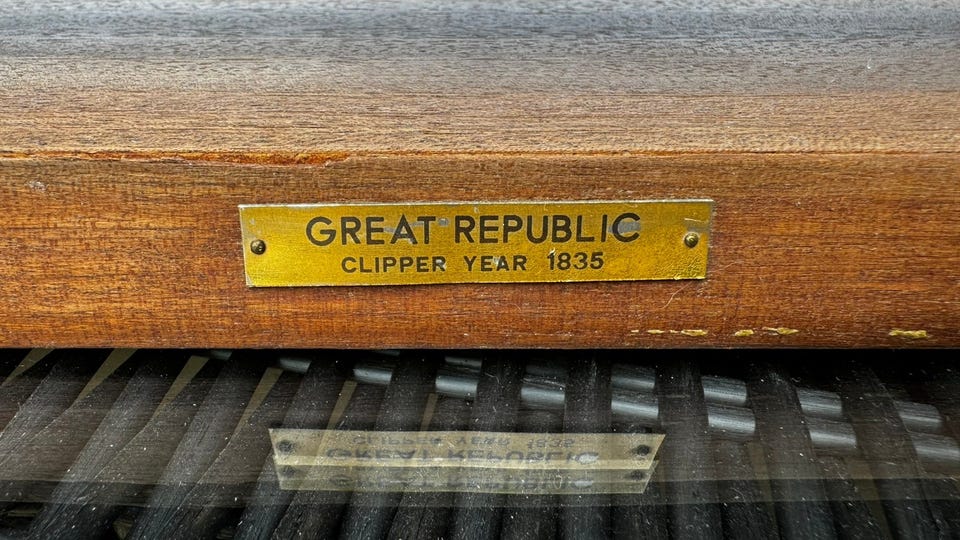 GREAT REPUBLIC
CLIPPER YEAR 1835